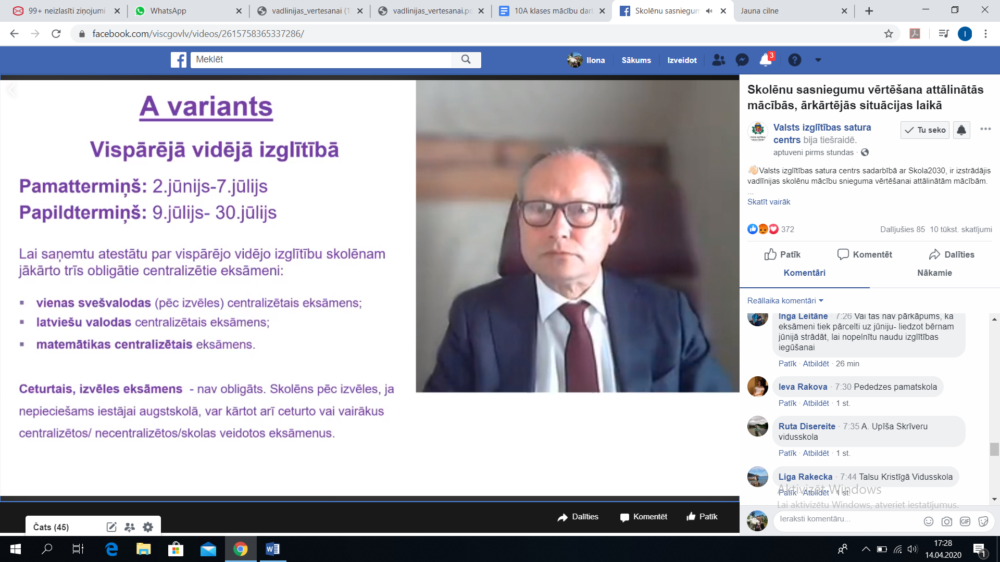 99+ neizlasīti ziņojumi
WhatsApp
vadlinijas_vertesanai (1
vadlinijas_vertesanai.po
10A klases mācību darb
Skolēnu sasniegum
Jauna cilne
facebook.com/viscgovlv/videos/2615758365337286/
I
Meklēt
Ilona
Sākums
Izveidot
3
A variants
Vispārējā vidējā izglītībā
Pamattermiņš: 2.jūnijs-7.jūlijs
Papildtermiņš: 9.jūlijs- 30.jūlijs
Lai saņemtu atestātu par vispārējo vidējo izglītību skolēnam
jākārto trīs obligātie centralizētie eksāmeni:
▪ vienas svešvalodas (pēc izvēles) centralizētais eksāmens;
▪ latviešu valodas centralizētais eksāmens;
▪ matemātikas centralizētais eksāmens.
Ceturtais, izvēles eksāmens - nav obligāts. Skolēns pēc izvēles, ja
nepieciešams iestājai augstskolā, var kārtot arī ceturto vai vairākus
centralizētos/ necentralizētos/skolas veidotos eksāmenus.
Skolēnu sasniegumu vērtēšana attālinātās
mācībās, ārkārtējās situācijas laikā
Valsts izglītības satura
centrs bija tiešraidē.
aptuveni pirms stundas ·
Tu seko
👋Valsts izglītības satura centrs sadarbībā ar Skola2030, ir izstrādājis
vadlīnijas skolēnu mācību snieguma vērtēšanai attālinātām mācībām.
...
Skatīt vairāk
372
Dalījušies 85 10 tūkst. skatījumi
Patīk
Komentēt
Dalīties
Komentāri
Nākamie
Reāllaika komentāri
Inga Leitāne · 7:26 Vai tas nav pārkāpums, ka
eksāmeni tiek pārcelti uz jūniju- liedzot bērnam
jūnijā strādāt, lai nopelnītu naudu izglītības
iegūšanai
Patīk · Atbildēt · 26 min
Ieva Rakova · 7:30 Pededzes pamatskola
Patīk · Atbildēt · 1 st.
Ruta Disereite · 7:35 A. Upīša Skrīveru
vidusskola
Patīk · Atbildēt · 1 st.
Liga Rakecka · 7:44 Talsu Kristīgā Vidusskola
Patīk · Atbildēt · 1 st.
Aktivizēt Windows
Lai aktivizētu Windows, atveriet iestatījumus.
Ieraksti komentāru...
GIF
Dalīties
Komentēt
Patīk
Čats (45)
17:28
14.04.2020
1